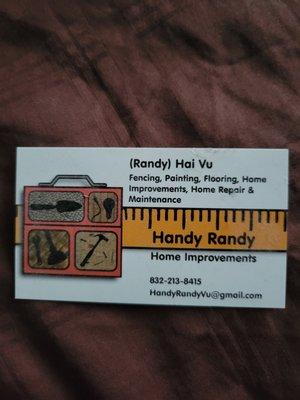 (Randy) Hai Vu
Fencing, Painting, Flooring, Home
Improvements, Home Repair &
Maintenance
Handy Randy
Home Improvements
832-213-8415
HandyRandyVu@gmail.com